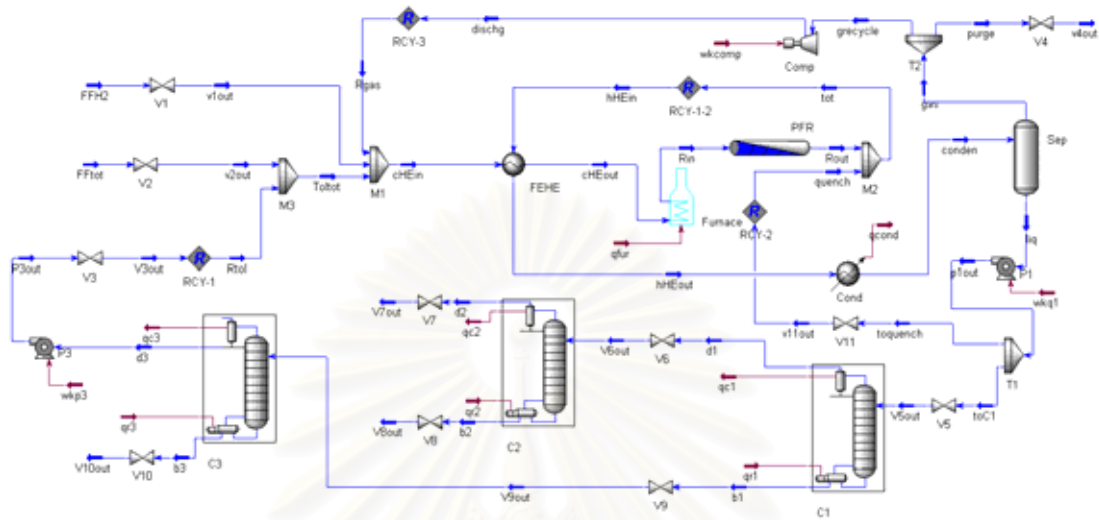 dischg
RCY-3
wkcomp
Comp
grecycle
T2
purge
V4
v4out
FFH2
V1
v1out
Rgas
hHEin
RCY-1-2
tot
gas
Sep
PFR
Rin
Rout
conden
FFtot
V2
v2out
M3
Toltot
M1
cHEin
FEHE
cHEout
quench
M2
Furnace
RCY-2
qfur
qcond
liq
P3out
V3
V3out
RCY-1
Rtol
hHEout
Cond
p1out
P1
wkq1
V7out
V7
d2
qc2
V6out
V6
d1
v11out
V11
toquench
T1
qc3
d3
P3
wkp3
qc1
V5out
V5
toC1
qr3
qr2
V8out
V8
b2
C2
V10out
V10
b3
C3
qr1
V9out
V9
b1
C1